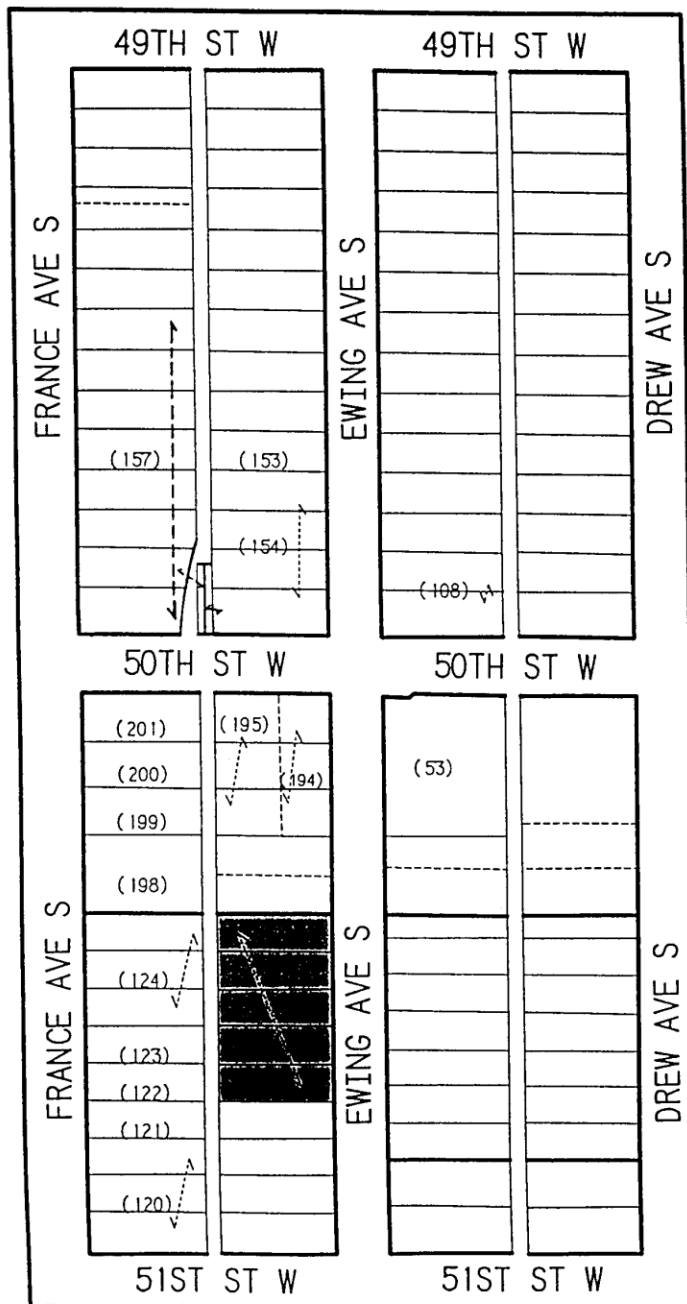 49TH ST W
49TH ST W
FRANCE AVE S
EWING AVE S
DREW AVE S
(157)
(153)
(154)
(108)
50TH ST W
50TH ST W
(201)
(195)
(200)
(194)
(53)
(199)
(198)
FRANCE AVE S
EWING AVE S
DREW AVE S
(124)
(123)
(122)
(121)
(120)
51ST ST W
51ST ST W